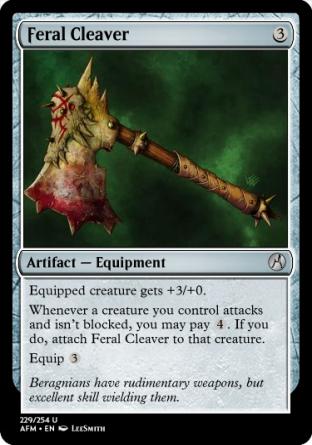 Feral Cleaver 3
Artifact — Equipment
Equipped creature gets +3/+0.
Whenever a creature you control attacks
and isn't blocked, you may pay 4. If you
do, attach Feral Cleaver to that creature.
Equip 3
Beragnians have rudimentary weapons, but
excellent skill wielding them.
229/254 U
AFM • EN LeeSmith